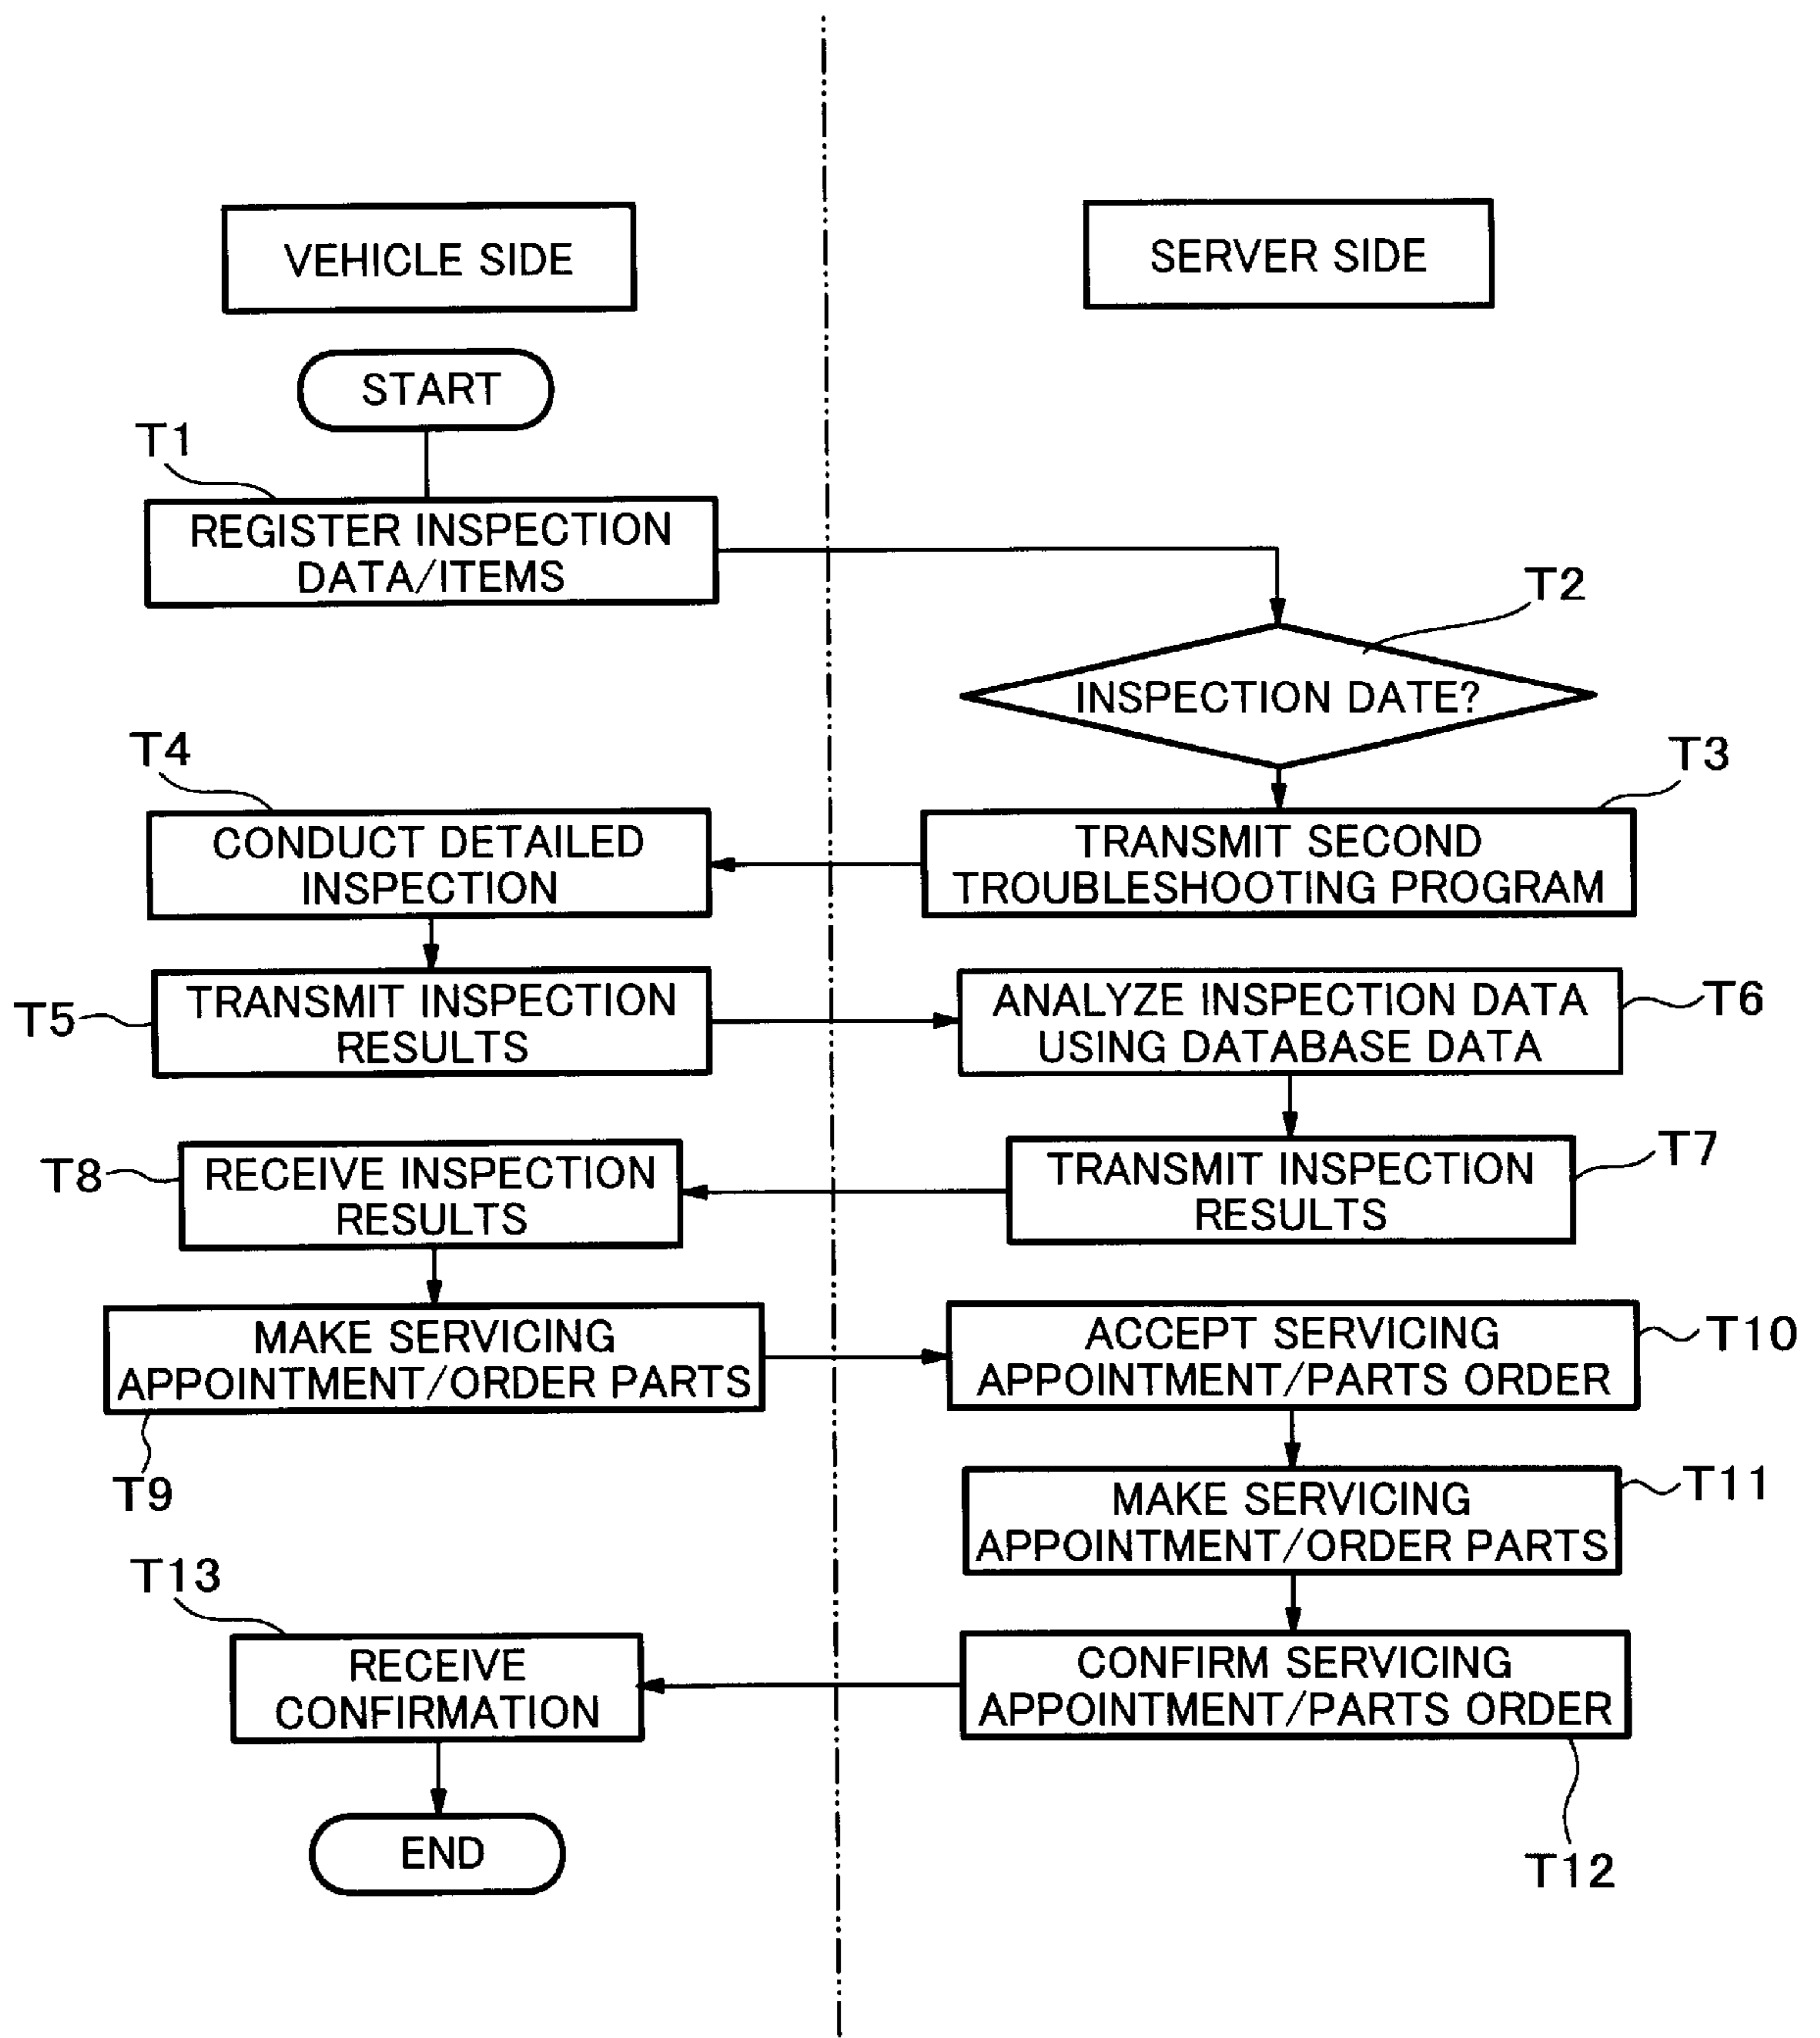 VEHICLE SIDE
SERVER SIDE
START
T1
REGISTER INSPECTION
DATA/ITEMS
T2
INSPECTION DATE?
T3
TRANSMIT SECOND
TROUBLESHOOTING PROGRAM
T4
CONDUCT DETAILED
INSPECTION
T5
TRANSMIT INSPECTION
RESULTS
T6
ANALYZE INSPECTION DATA
USING DATABASE DATA
T7
TRANSMIT INSPECTION
RESULTS
T8
RECEIVE INSPECTION
RESULTS
MAKE SERVICING
APPOINTMENT/ORDER PARTS
T9
ACCEPT SERVICING
APPOINTMENT/PARTS ORDER
T10
MAKE SERVICING
APPOINTMENT/ORDER PARTS
T11
CONFIRM SERVICING
APPOINTMENT/PARTS ORDER
T12
T13
RECEIVE
CONFIRMATION
END